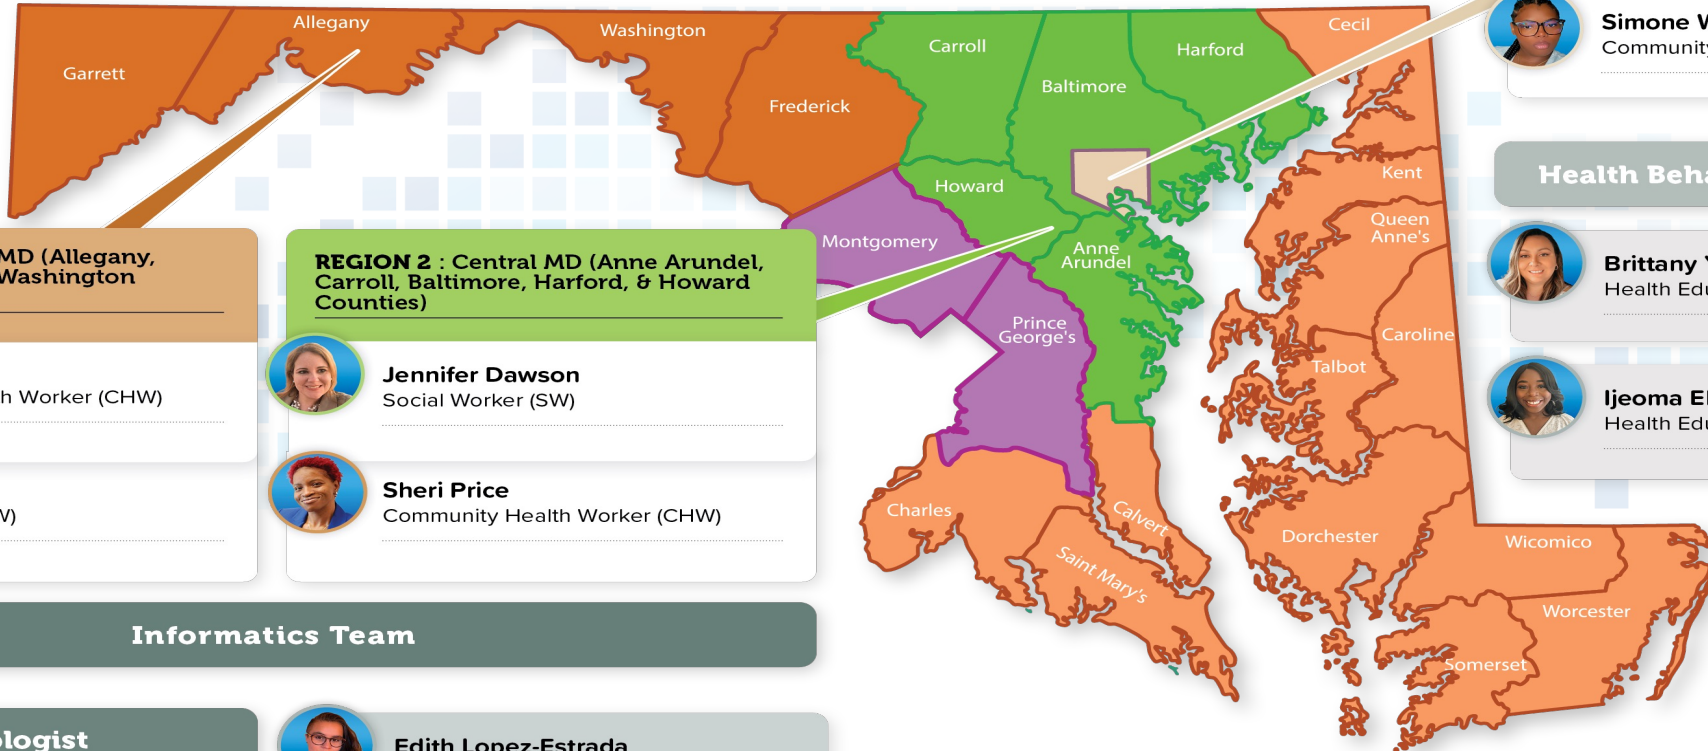 Allegany
Washington
Garrett
Frederick
Carroll
Harford
Cecil
Baltimore
Howard
Kent
Queen
Anne's
Montgomery
Anne
Arundel
Prince
George's
Caroline
Talbot
Charles
Calvert
Saint Mary's
Dorchester
Wicomico
Worcester
Somerset
MD (Allegany,
Washington
h Worker (CHW)
W)
REGION 2 : Central MD (Anne Arundel,
Carroll, Baltimore, Harford, & Howard
Counties)
Jennifer Dawson
Social Worker (SW)
Sheri Price
Community Health Worker (CHW)
Informatics Team
logist
Edith Lopez-Estrada
Simone W
Community
Health Beha
Brittany Y
Health Edu
Ijeoma E
Health Edu